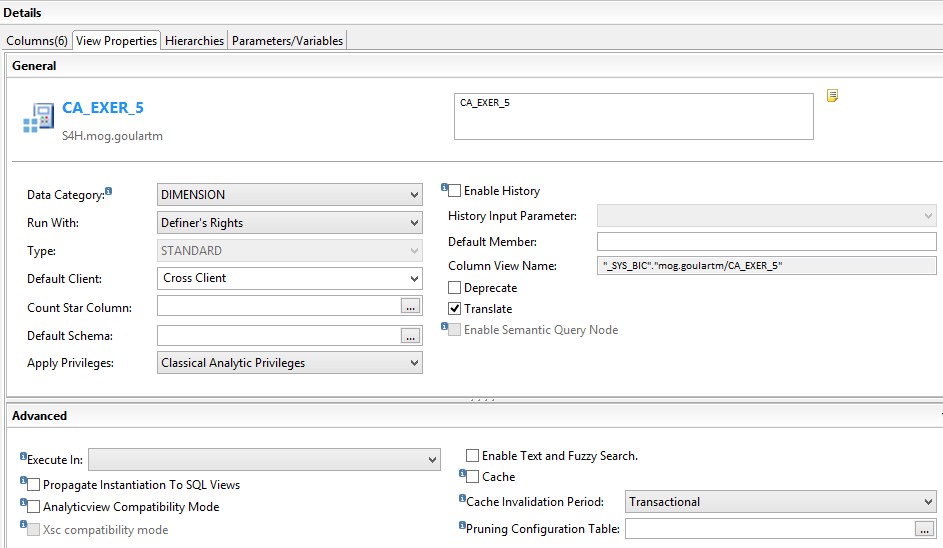 Details
Columns(6) View Properties Hierarchies Parameters/Variables
General
CA_EXER_5
S4H.mog.goulartm
CA_EXER_5
Data Category: DIMENSION
Run With: Definer's Rights
Type: STANDARD
Default Client: Cross Client
Count Star Column: ...
Default Schema: ...
Apply Privileges: Classical Analytic Privileges
Enable History
History Input Parameter:
Default Member:
Column View Name: "_SYS_BIC"."mog.goulartm/CA_EXER_5"
Deprecate
Translate
Enable Semantic Query Node
Advanced
Execute In:
Propagate Instantiation To SQL Views
Analyticview Compatibility Mode
Xsc compatibility mode
Enable Text and Fuzzy Search.
Cache
Cache Invalidation Period: Transactional
Pruning Configuration Table: ...